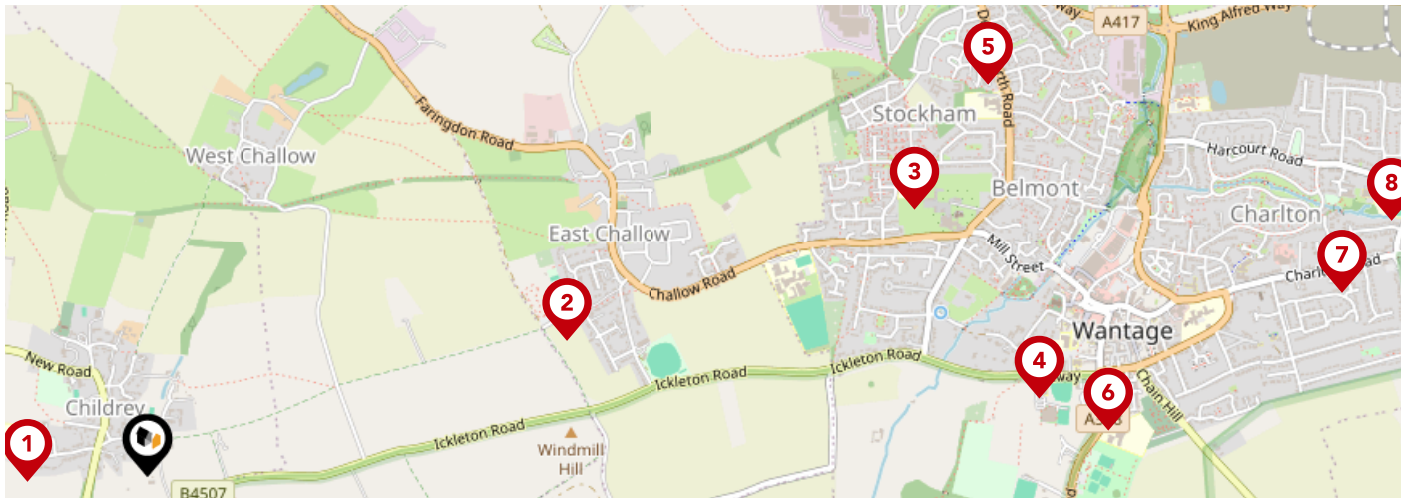 5
A417
King Alfred Way
Stockham
Faringdon Road
West Challow
Harcourt Road
3
Belmont
8
Charlton
East Challow
Mill Street
7
Challow Road
2
Wantage
New Road
Ickleton Road
Ickleton Road
4
Chain Hill
6
Childrey
1
Ickleton Road
Windmill
Hill
B4507